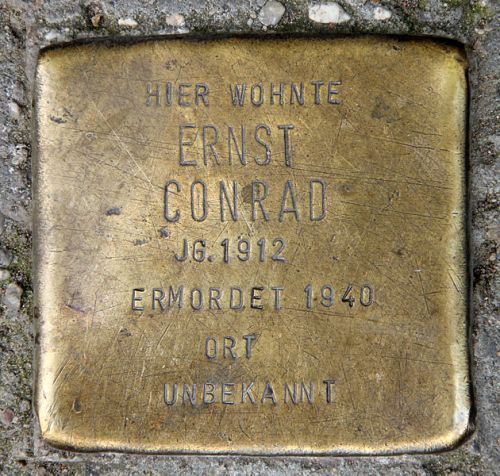 HIER WOHNTE
ERNST
CONRAD
JG. 1912
ERMORDET 1940
ORT
UNBEKANNT